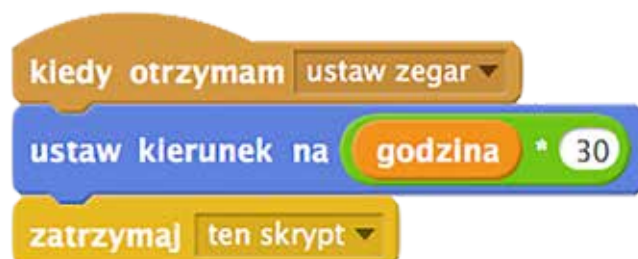 kiedy otrzymam ustaw zegar
ustaw kierunek na godzina * 30
zatrzymaj ten skrypt